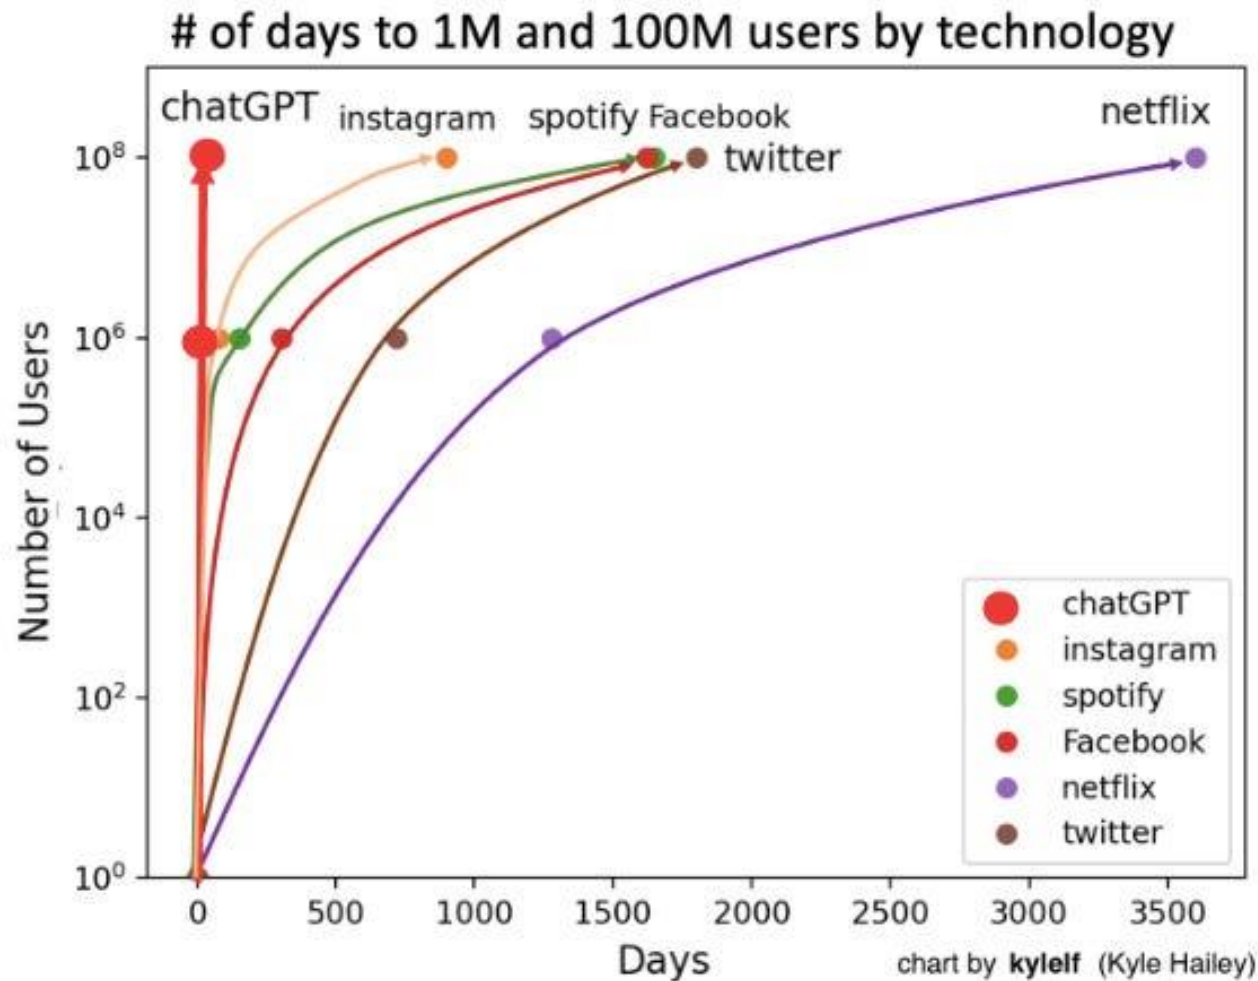 # of days to 1M and 100M users by technology
chatGPT
instagram
spotify
Facebook
netflix
twitter
10⁸
10⁶
10⁴
10²
10⁰
Number of Users
chatGPT
instagram
spotify
Facebook
netflix
twitter
0 500 1000 1500 2000 2500 3000 3500
Days
chart by kylelf (Kyle Hailey)